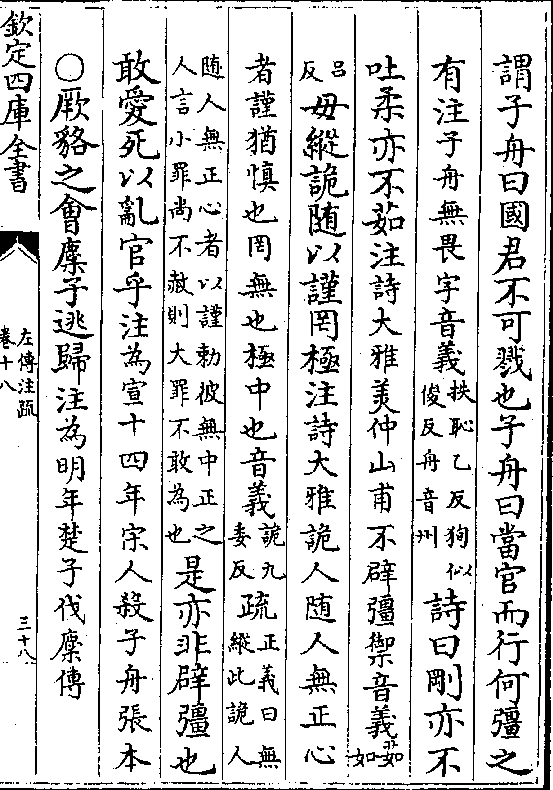 謂子舟曰國君不可戮也子舟曰當官而行何彊之
有注子舟無畏字音義抶恥乙反狥似俊反舟音州詩曰剛亦不
吐柔亦不茹注詩大雅美仲山甫不辟彊禦音義茹如
吕反毋縱詭随以謹罔極注詩大雅詭人随人無正心
者謹猶慎也罔無也極中也音義詭九委反疏正義曰無縱此詭人
随人無正心者以謹勑彼無中正之人言小罪尚不赦則大罪不敢為也是亦非辟彊也
敢愛死以亂官乎注為宣十四年宋人殺子舟張本
○厥貉之會麇子逃歸注為明年楚子伐麇傳
欽定四庫全書
左傳注疏
卷十八
三十八